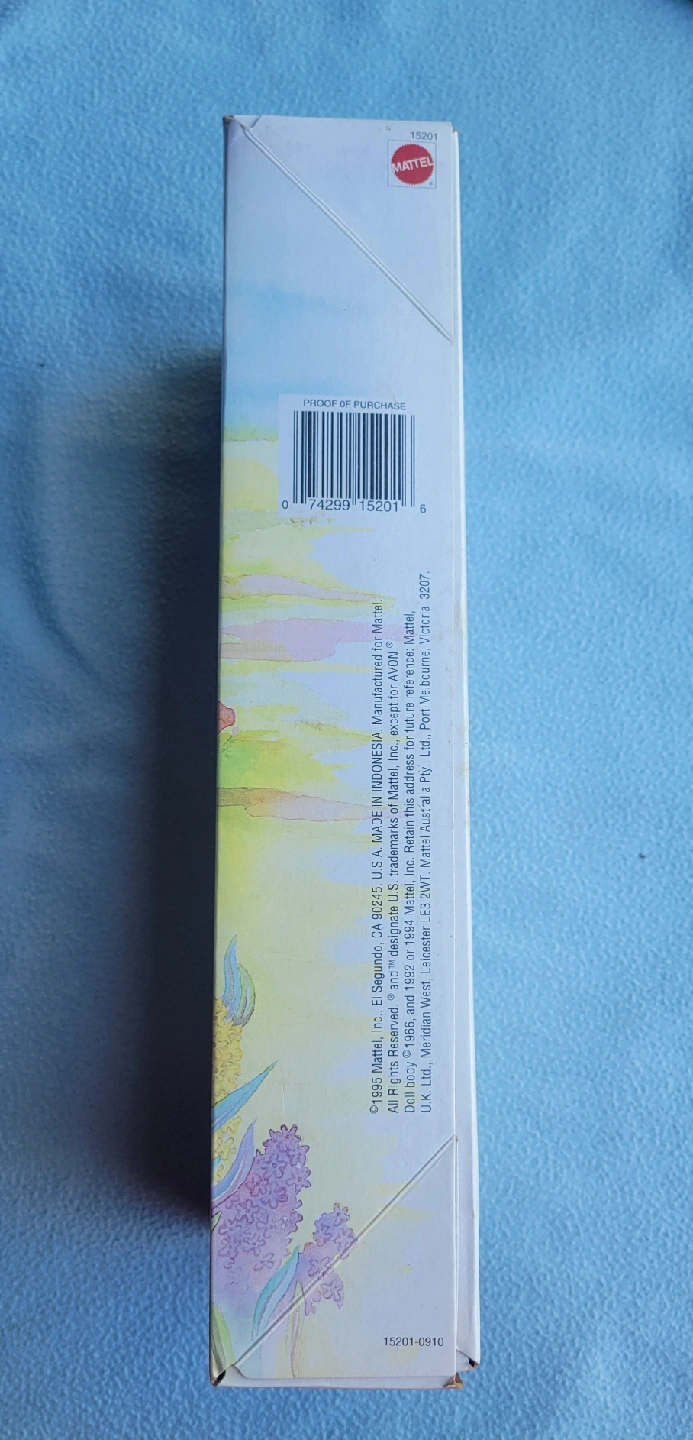 15201
MATTEL
PROOF OF PURCHASE
0 74299 15201 6
©1995 Mattel, Inc., El Segundo, CA 90245. U.S.A. MADE IN INDONESIA. Manufactured for Mattel.
All Rights Reserved. ® and ™ designate U.S. trademarks of Mattel, Inc., except for AVON®.
Doll body ©1966, and 1992 or 1994 Mattel, Inc. Retain this address for future reference: Mattel,
U.K. Ltd., Meridian West, Leicester LE3 2WT. Mattel Australia Pty. Ltd., Port Melbourne, Victoria 3207.
15201-0910